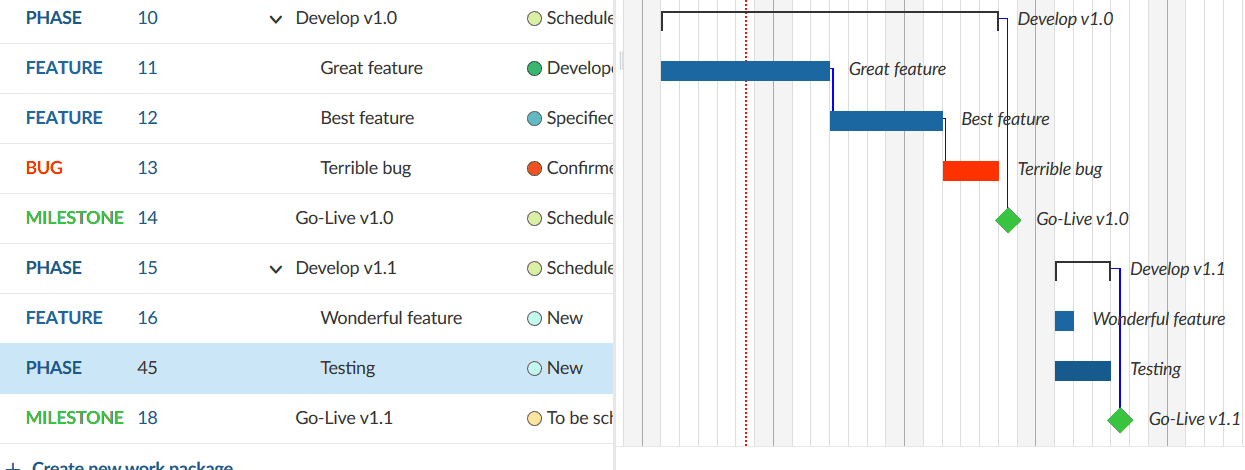 PHASE 10 Develop v1.0 Schedule Develop v1.0
FEATURE 11 Great feature Develope Great feature
FEATURE 12 Best feature Specified Best feature
BUG 13 Terrible bug Confirme Terrible bug
MILESTONE 14 Go-Live v1.0 Schedule Go-Live v1.0
PHASE 15 Develop v1.1 Schedule Develop v1.1
FEATURE 16 Wonderful feature New Wonderful feature
PHASE 45 Testing New Testing
MILESTONE 18 Go-Live v1.1 To be sch Go-Live v1.1
+ Create new work package